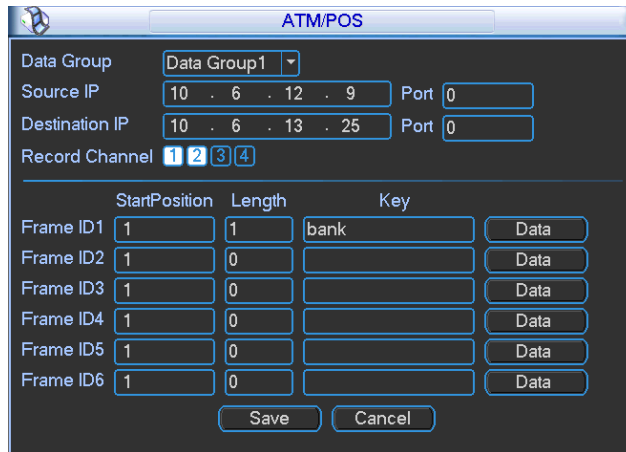 ATM/POS
Data Group Data Group1
Source IP 10 . 6 . 12 . 9 Port 0
Destination IP 10 . 6 . 13 . 25 Port 0
Record Channel 1 2 3 4
StartPosition Length Key
Frame ID1 1 1 bank Data
Frame ID2 1 0 Data
Frame ID3 1 0 Data
Frame ID4 1 0 Data
Frame ID5 1 0 Data
Frame ID6 1 0 Data
Save Cancel